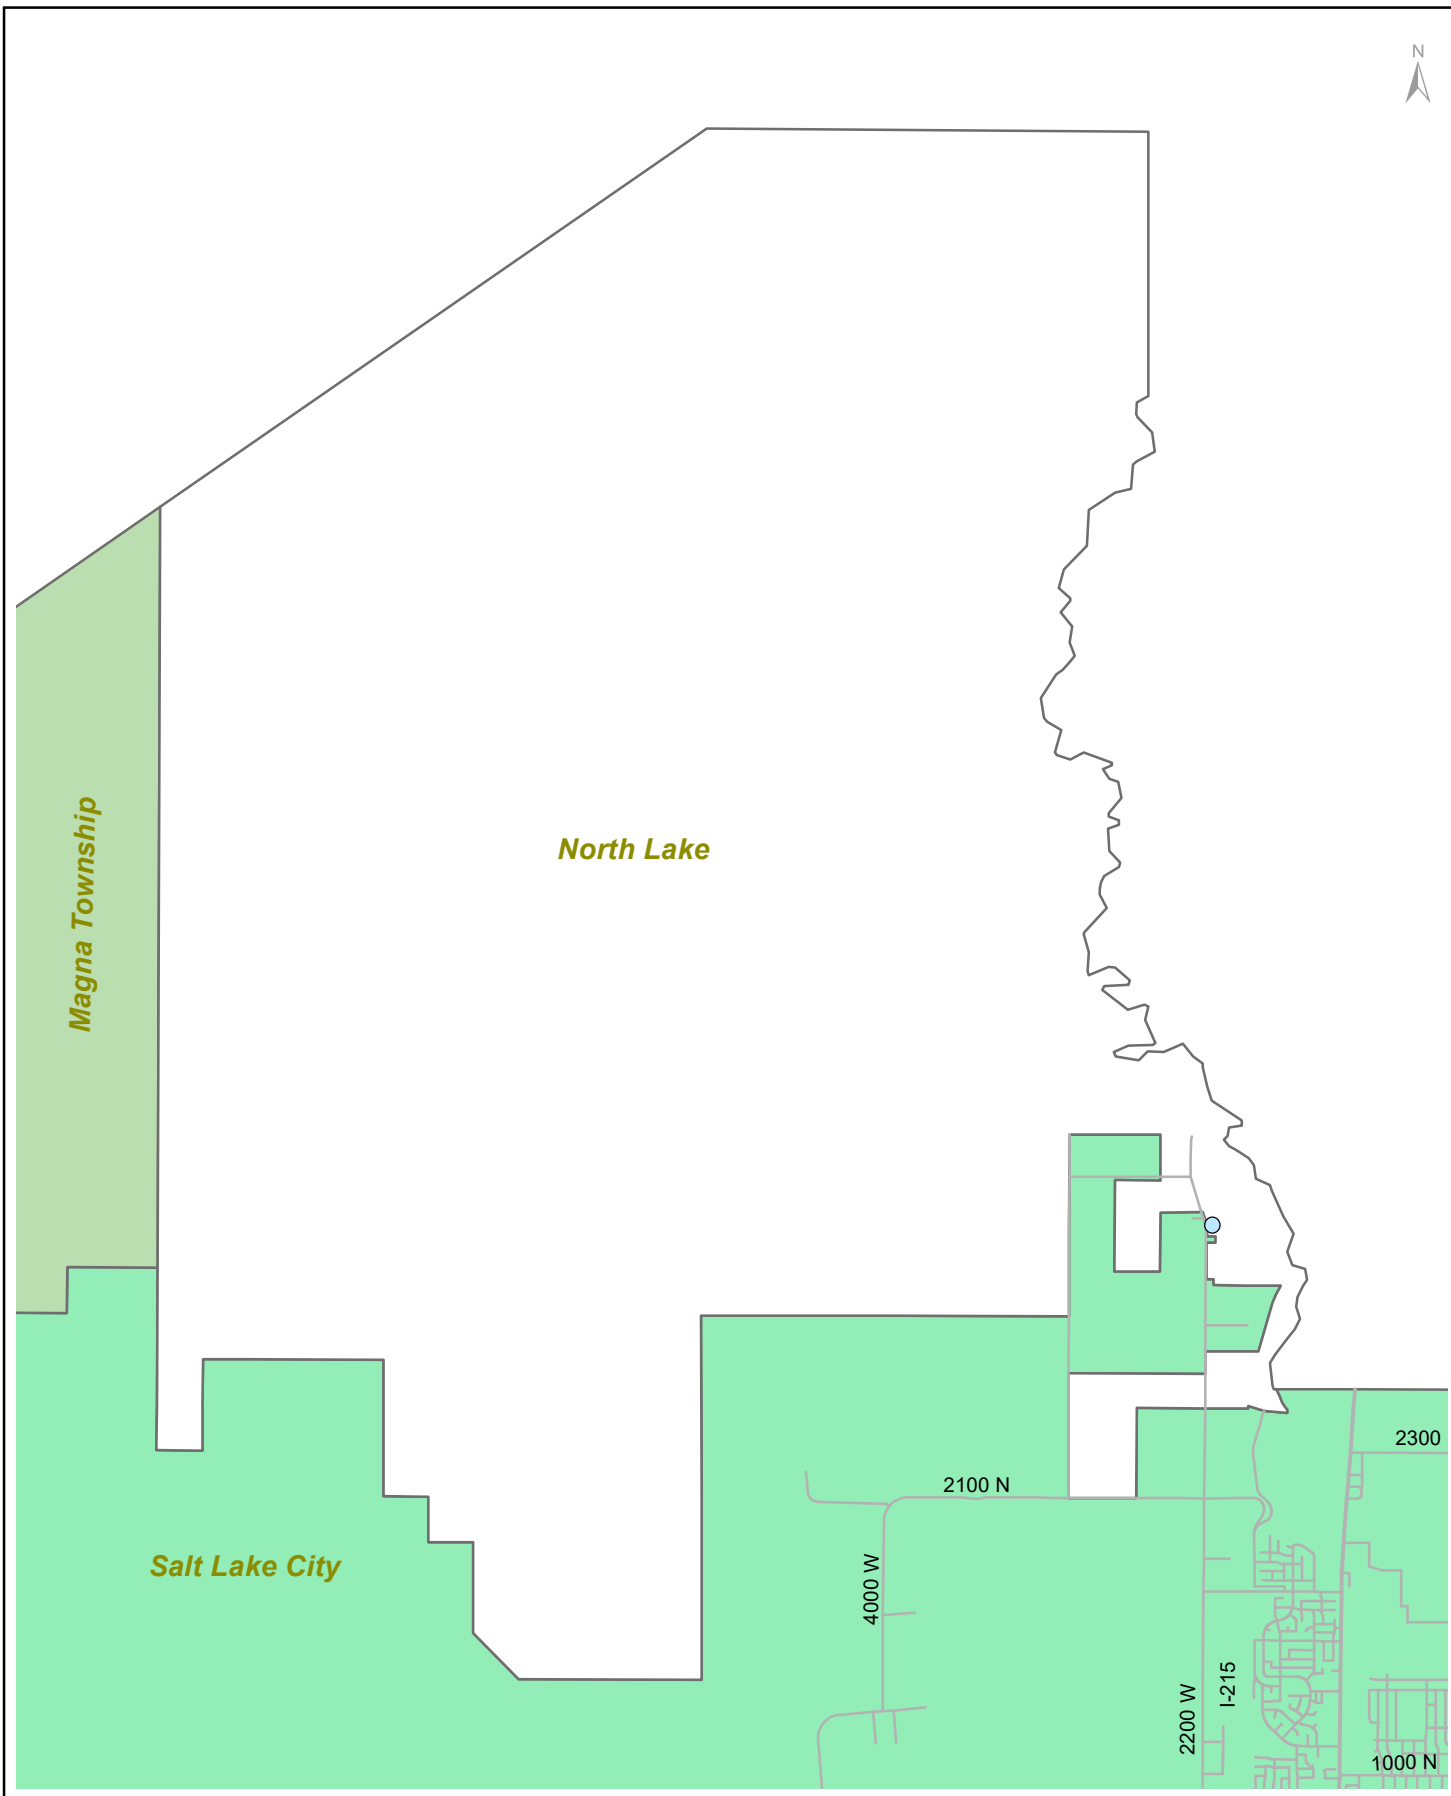 N
North Lake
Magna Township
2300
2100 N
Salt Lake City
4000 W
I-215
2200 W
1000 N